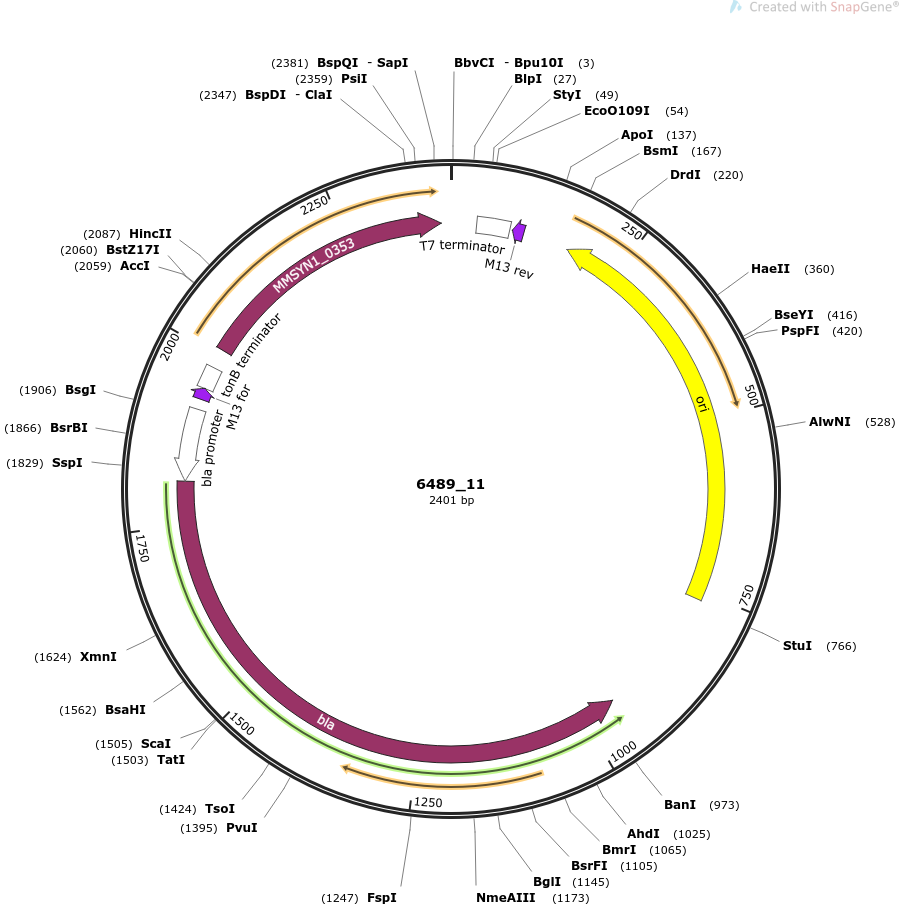 Created with SnapGene®
(2381) BspQI - SapI
(2359) PsiI
(2347) BspDI - ClaI
BbvCI - Bpu10I (3)
BlpI (27)
StyI (49)
EcoO109I (54)
ApoI (137)
BsmI (167)
DrdI (220)
HaeII (360)
BseYI (416)
PspFI (420)
AlwNI (528)
StuI (766)
BanI (973)
AhdI (1025)
BmrI (1065)
BsrFI (1105)
BglI (1145)
NmeAIII (1173)
(1247) FspI
(1395) PvuI
(1424) TsoI
(1503) TatI
(1505) ScaI
(1562) BsaHI
(1624) XmnI
(1829) SspI
(1866) BsrBI
(1906) BsgI
(2059) AccI
(2060) BstZ17I
(2087) HincII
250
500
750
1000
1250
1500
1750
2000
2250
T7 terminator
M13 rev
ori
bla
bla promoter
M13 for
tonB terminator
MMSYN1_0353
6489_11
2401 bp